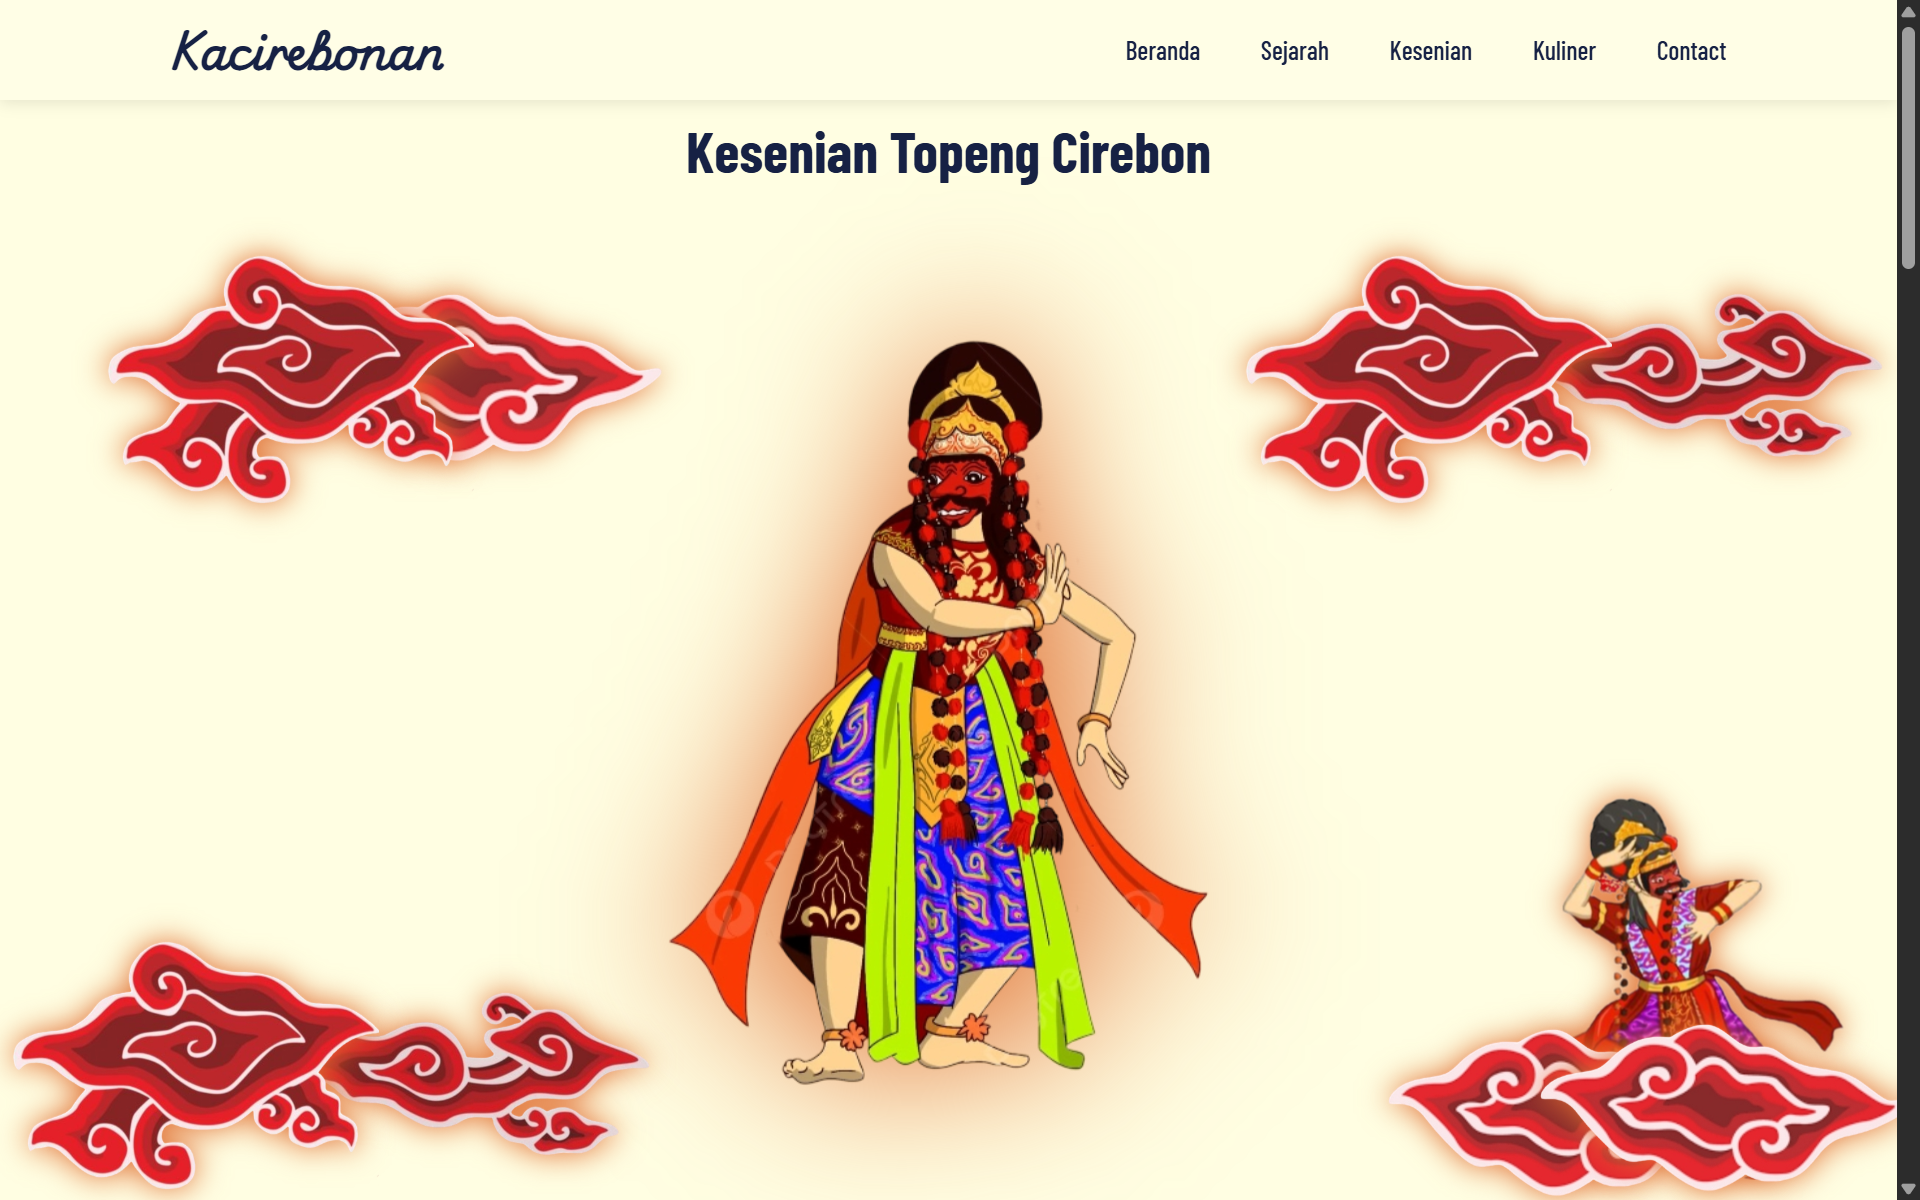 Kacirebonan
Beranda Sejarah Kesenian Kuliner Contact
Kesenian Topeng Cirebon